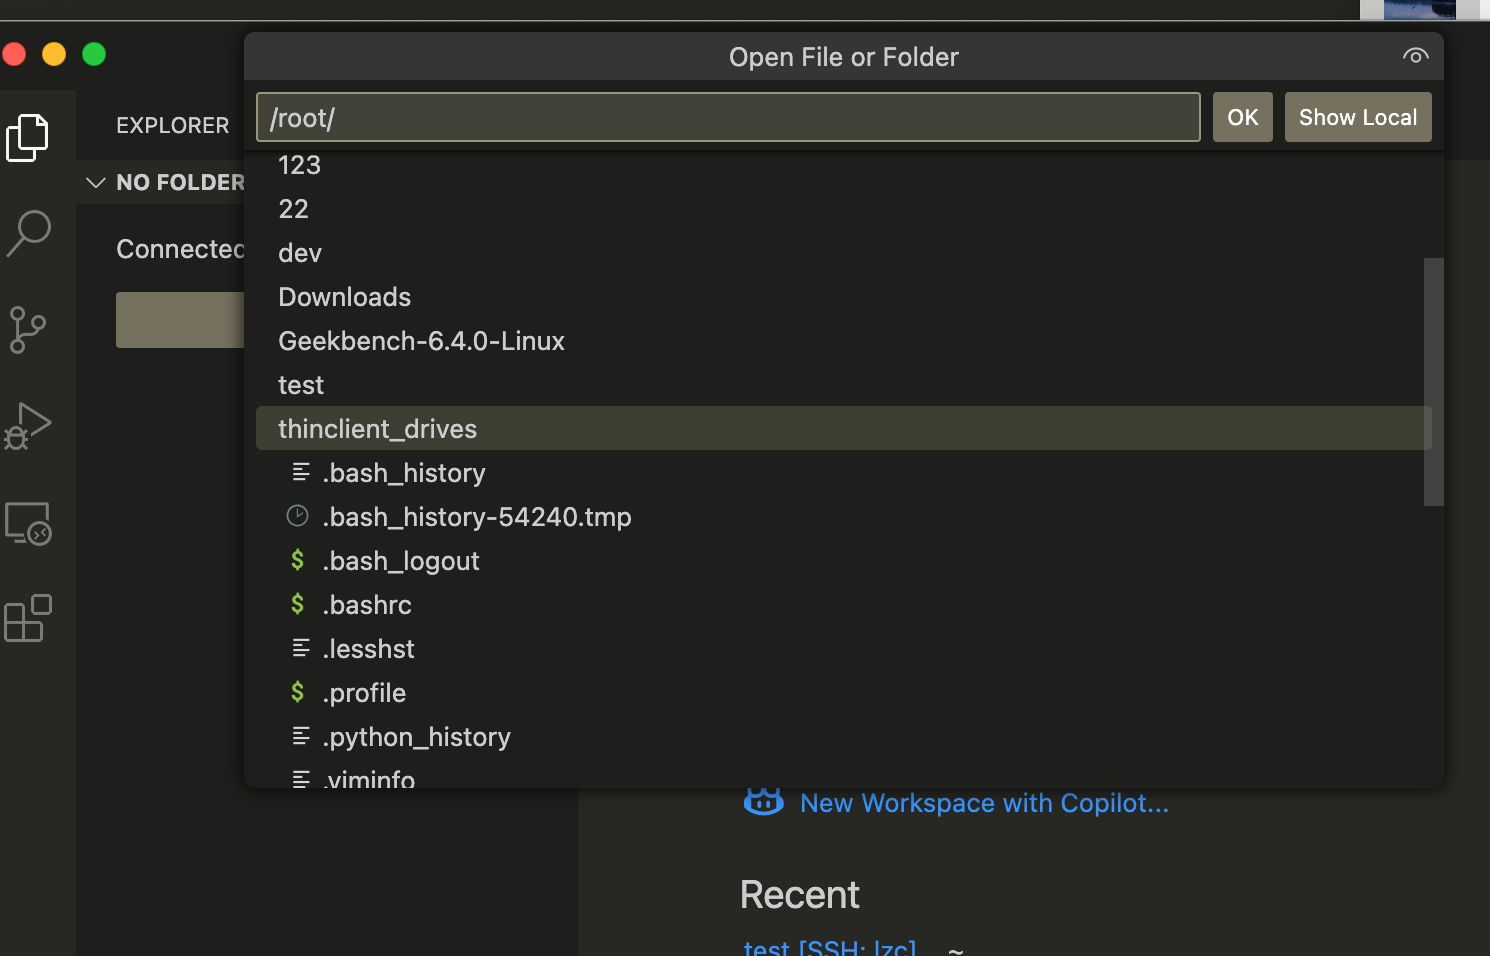 Open File or Folder
EXPLORER
/root/
OK
Show Local
NO FOLDER
Connected
123
22
dev
Downloads
Geekbench-6.4.0-Linux
test
thinclient_drives
.bash_history
.bash_history-54240.tmp
$ .bash_logout
$ .bashrc
.lesshst
$ .profile
.python_history
.viminfo
New Workspace with Copilot...
Recent
test [SSH: lzc] ~